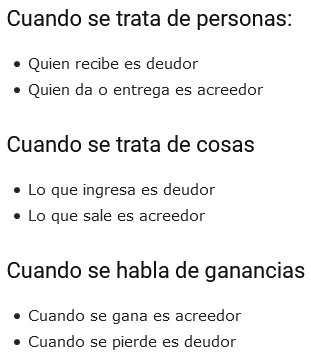 Cuando se trata de personas:
• Quien recibe es deudor
• Quien da o entrega es acreedor
Cuando se trata de cosas
• Lo que ingresa es deudor
• Lo que sale es acreedor
Cuando se habla de ganancias
• Cuando se gana es acreedor
• Cuando se pierde es deudor